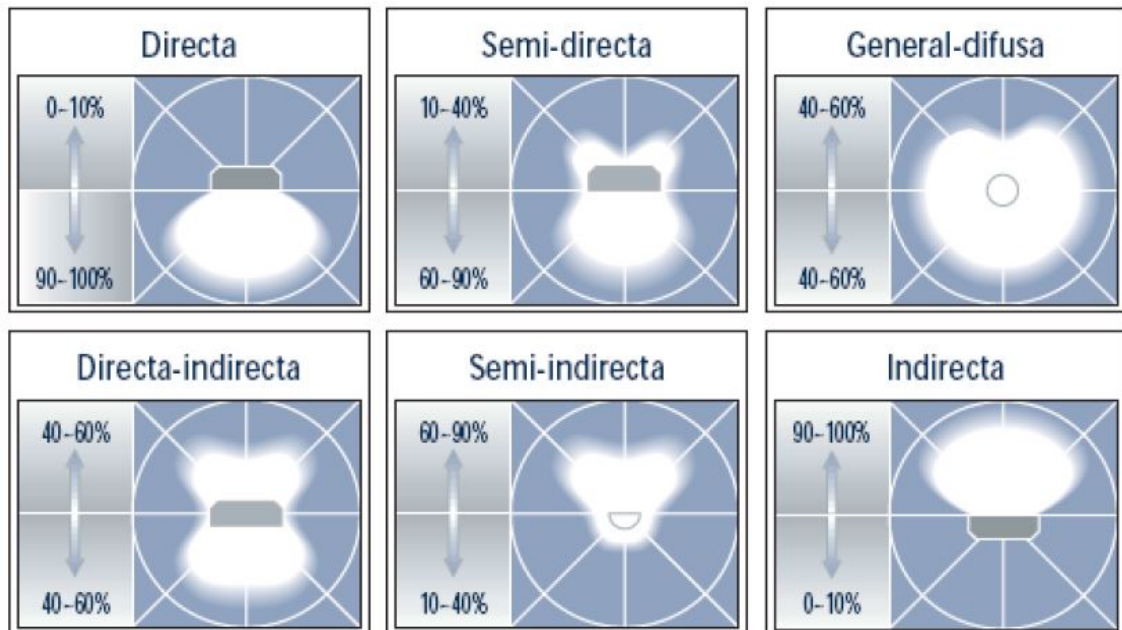 Directa
0-10%
90-100%
Semi-directa
10-40%
60-90%
General-difusa
40-60%
40-60%
Directa-indirecta
40-60%
40-60%
Semi-indirecta
60-90%
10-40%
Indirecta
90-100%
0-10%